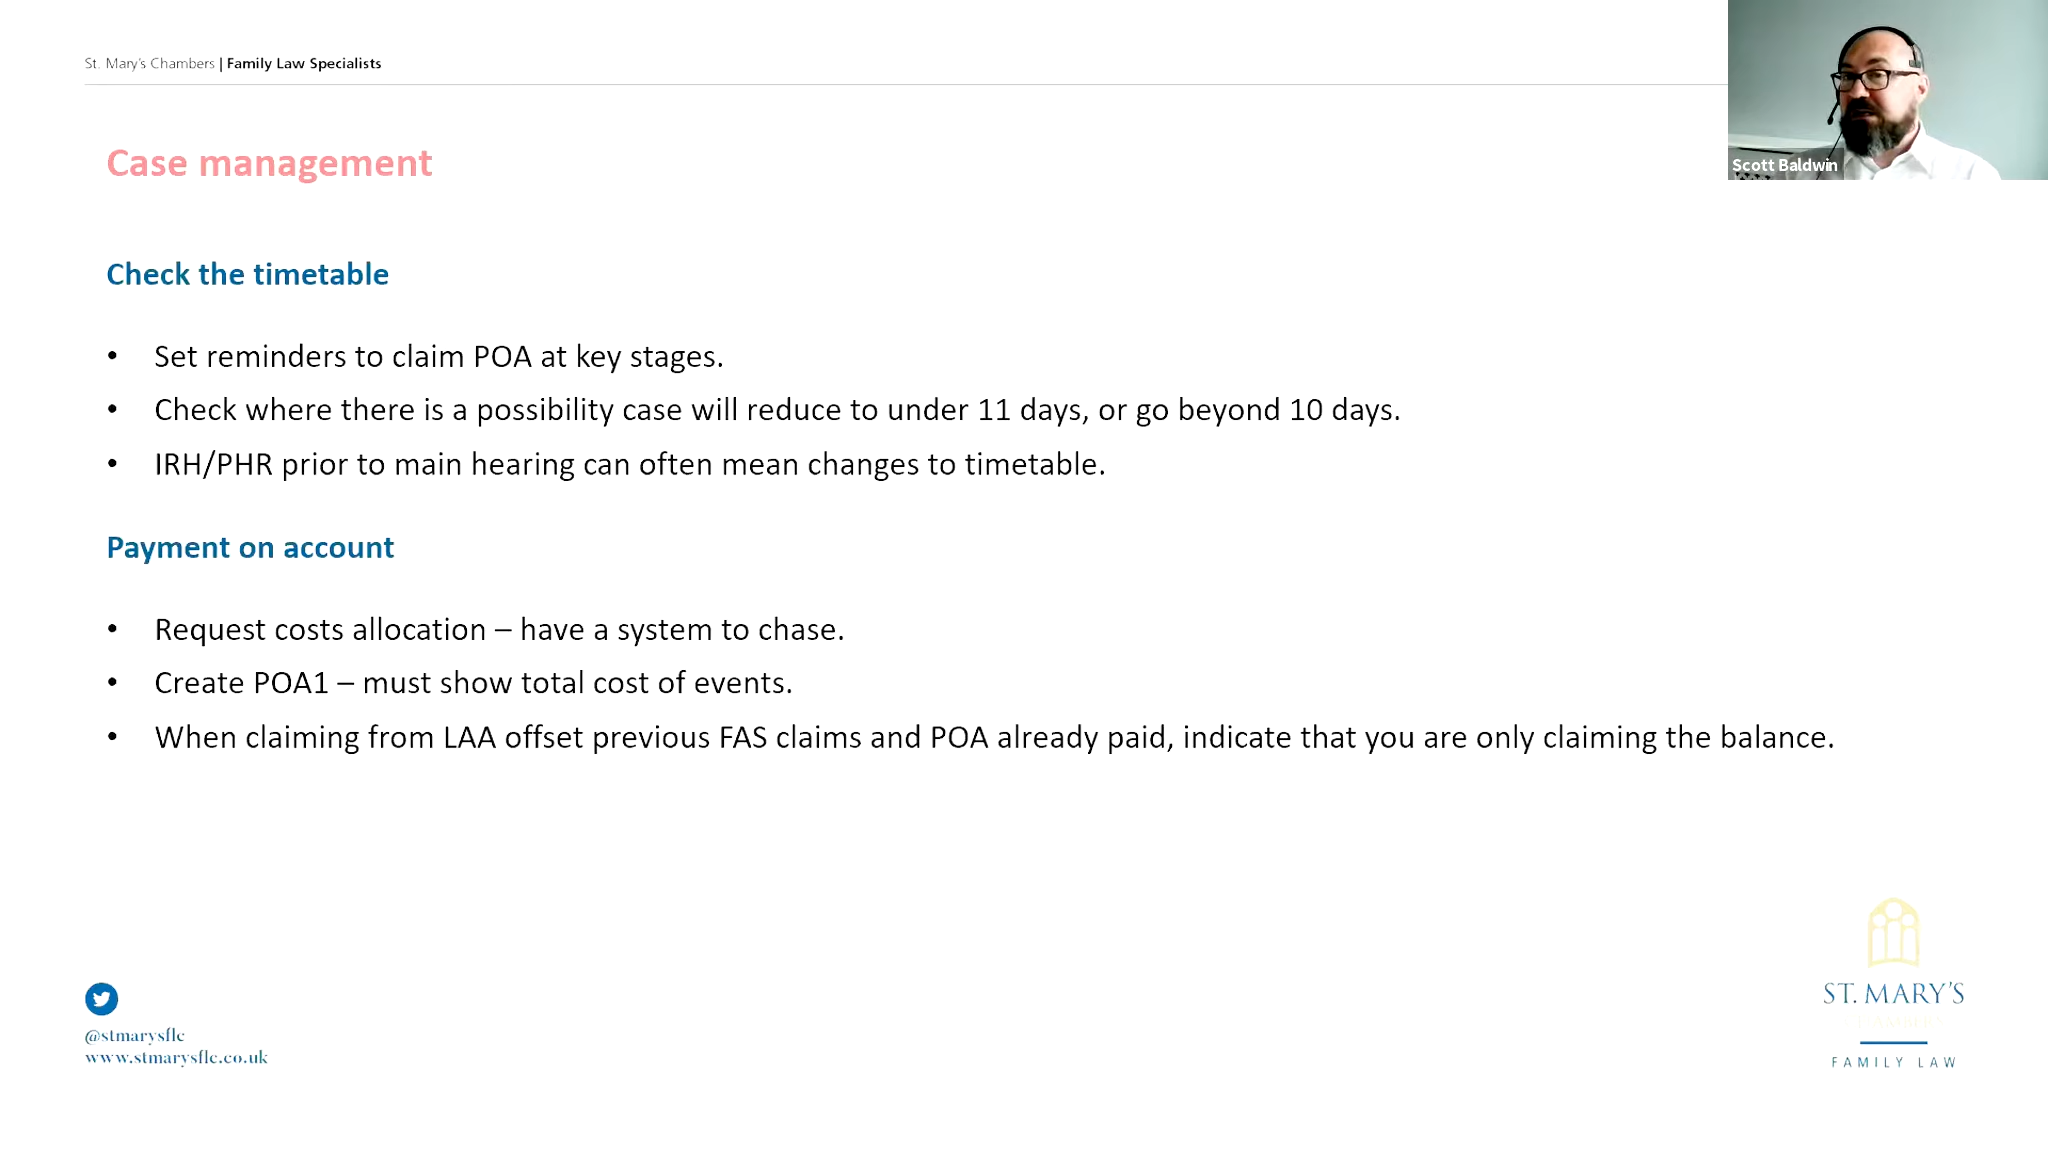 St. Mary's Chambers | Family Law Specialists
Scott Baldwin
Case management
Check the timetable
• Set reminders to claim POA at key stages.
• Check where there is a possibility case will reduce to under 11 days, or go beyond 10 days.
• IRH/PHR prior to main hearing can often mean changes to timetable.
Payment on account
• Request costs allocation – have a system to chase.
• Create POA1 – must show total cost of events.
• When claiming from LAA offset previous FAS claims and POA already paid, indicate that you are only claiming the balance.
@stmarysflc
www.stmarysflc.co.uk
ST. MARY'S
FAMILY LAW